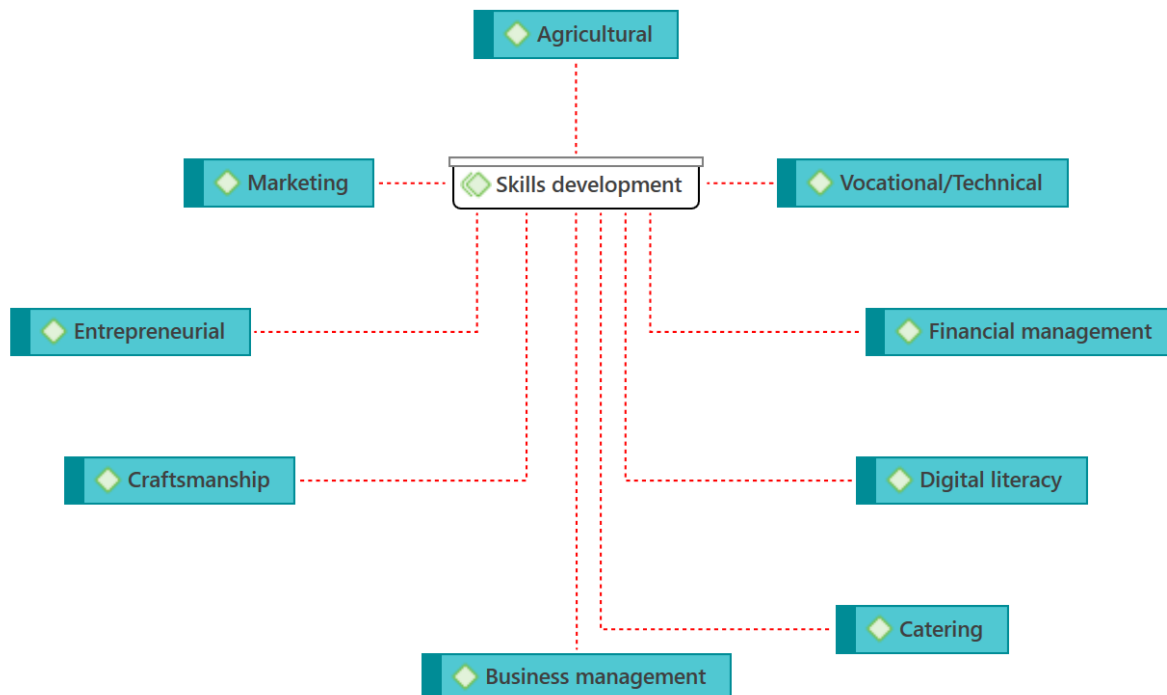 Agricultural
Marketing
Skills development
Vocational/Technical
Entrepreneurial
Financial management
Craftsmanship
Digital literacy
Catering
Business management